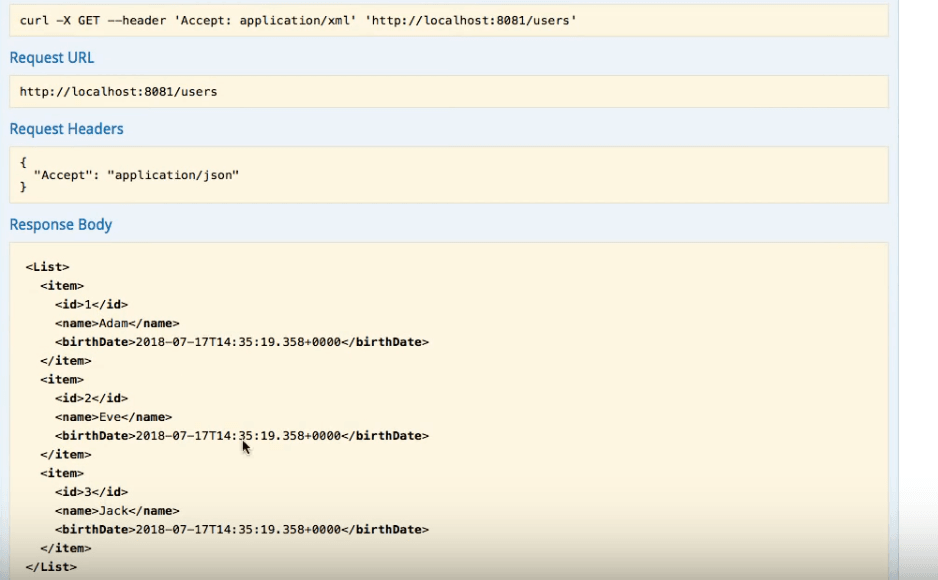 curl -X GET --header 'Accept: application/xml' 'http://localhost:8081/users'
Request URL
http://localhost:8081/users
Request Headers
{
  "Accept": "application/json"
}
Response Body
<List>
  <item>
    <id>1</id>
    <name>Adam</name>
    <birthDate>2018-07-17T14:35:19.358+0000</birthDate>
  </item>
  <item>
    <id>2</id>
    <name>Eve</name>
    <birthDate>2018-07-17T14:35:19.358+0000</birthDate>
  </item>
  <item>
    <id>3</id>
    <name>Jack</name>
    <birthDate>2018-07-17T14:35:19.358+0000</birthDate>
  </item>
</List>